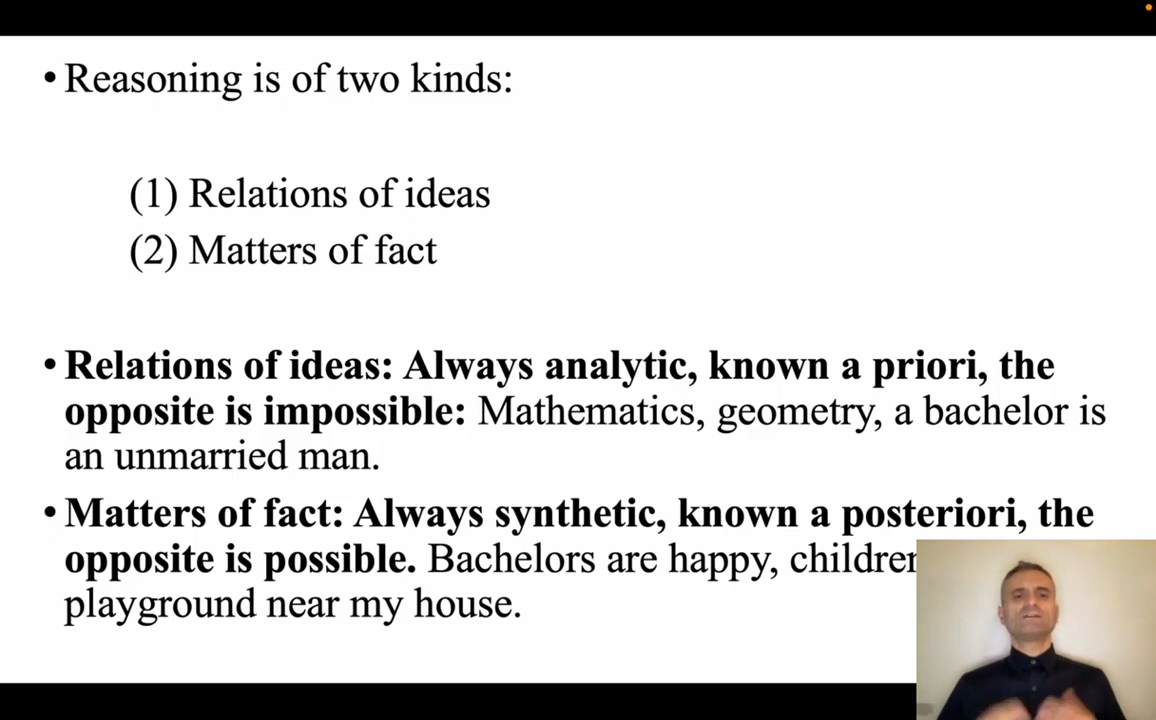 • Reasoning is of two kinds:
(1) Relations of ideas
(2) Matters of fact
• Relations of ideas: Always analytic, known a priori, the
opposite is impossible: Mathematics, geometry, a bachelor is
an unmarried man.
• Matters of fact: Always synthetic, known a posteriori, the
opposite is possible. Bachelors are happy,
playground near my house.